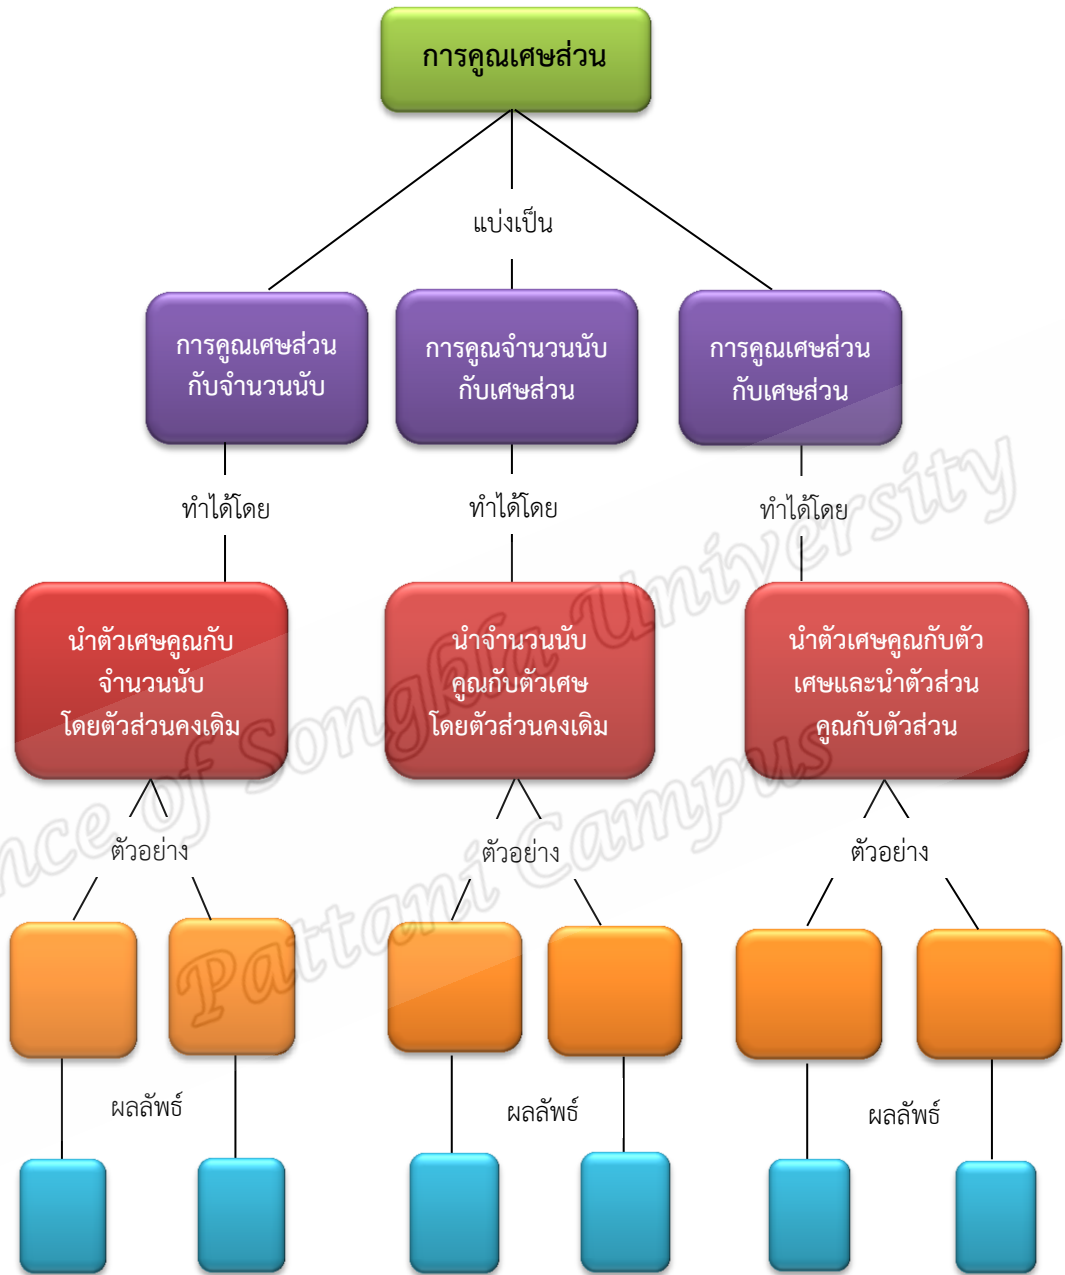 การคูณเศษส่วน
แบ่งเป็น
การคูณเศษส่วน
กับจำนวนนับ
การคูณจำนวนนับ
กับเศษส่วน
การคูณเศษส่วน
กับเศษส่วน
ทำได้โดย
ทำได้โดย
ทำได้โดย
นำตัวเศษคูณกับ
จำนวนนับ
โดยตัวส่วนคงเดิม
นำจำนวนนับ
คูณกับตัวเศษ
โดยตัวส่วนคงเดิม
นำตัวเศษคูณกับตัว
เศษและนำตัวส่วน
คูณกับตัวส่วน
ตัวอย่าง
ตัวอย่าง
ตัวอย่าง
ผลลัพธ์
ผลลัพธ์
ผลลัพธ์
nce of Songkla University
Pattani Campus